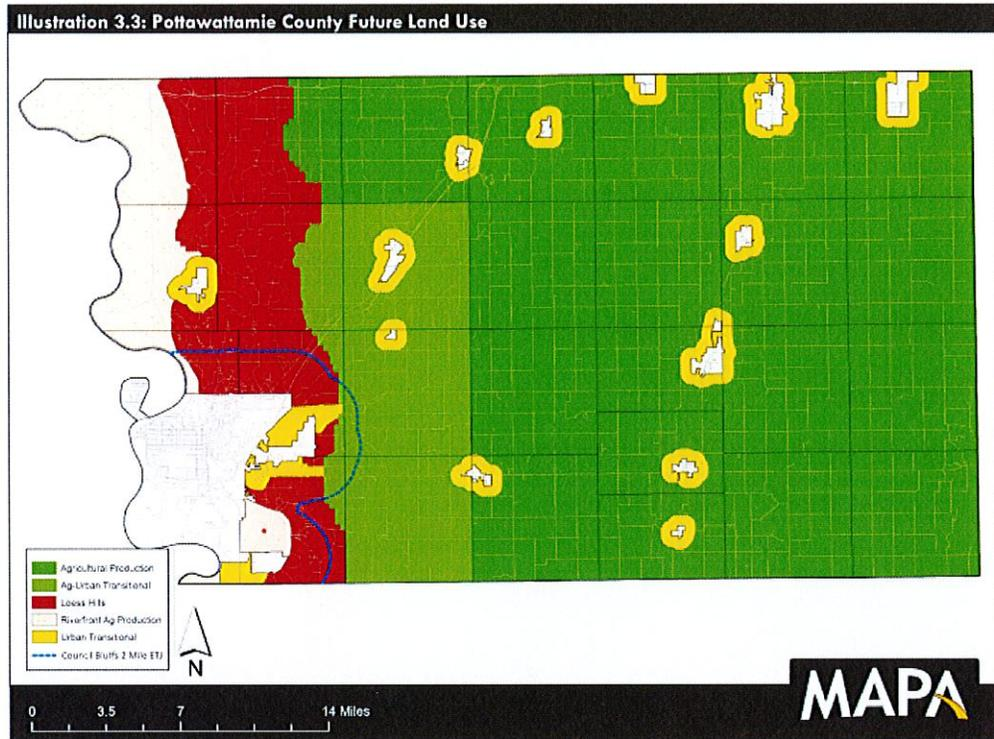 Illustration 3.3: Pottawattamie County Future Land Use
Agricultural Production
Ag-Urban Transitional
Loess Hills
Riverfront Ag Production
Urban Transitional
Council Bluffs 2 Mile ETJ
N
0 3.5 7 14 Miles
MAPA